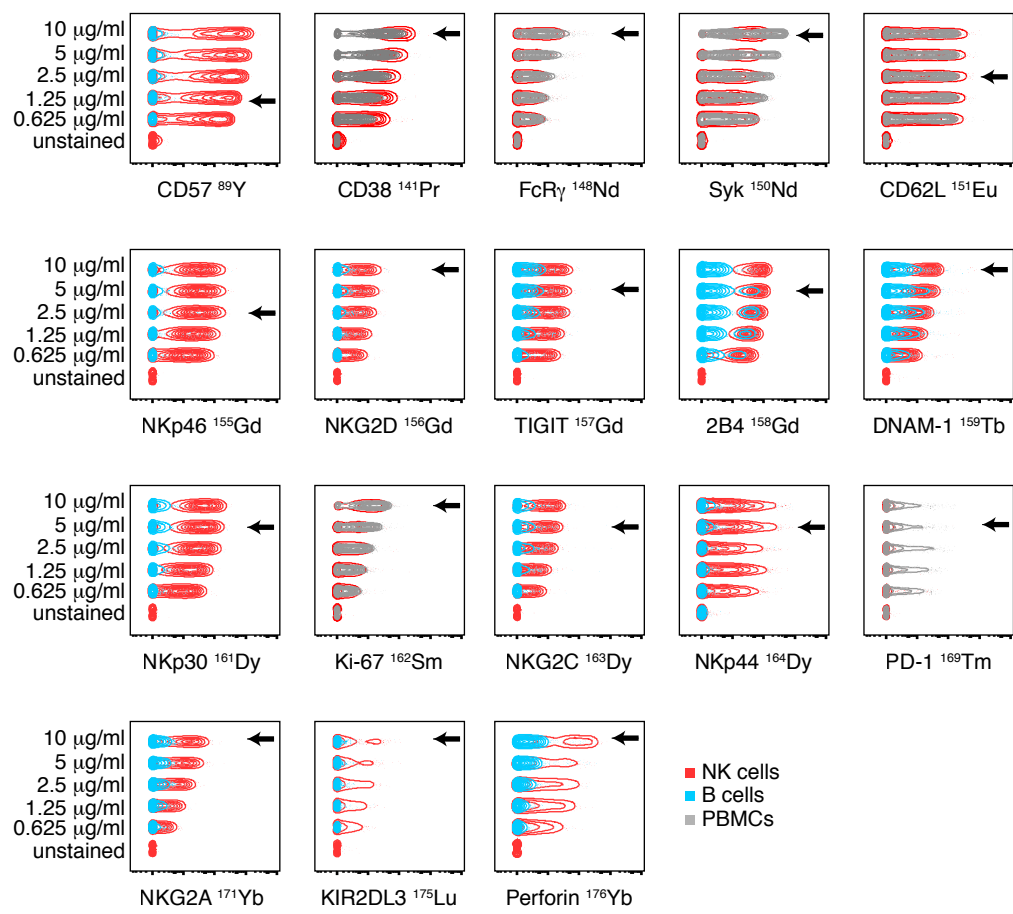 10 µg/ml
5 µg/ml
2.5 µg/ml
1.25 µg/ml
0.625 µg/ml
unstained
CD57 ⁸⁹Y
CD38 ¹⁴¹Pr
FcRγ ¹⁴⁸Nd
Syk ¹⁵⁰Nd
CD62L ¹⁵¹Eu
10 µg/ml
5 µg/ml
2.5 µg/ml
1.25 µg/ml
0.625 µg/ml
unstained
NKp46 ¹⁵⁵Gd
NKG2D ¹⁵⁶Gd
TIGIT ¹⁵⁷Gd
2B4 ¹⁵⁸Gd
DNAM-1 ¹⁵⁹Tb
10 µg/ml
5 µg/ml
2.5 µg/ml
1.25 µg/ml
0.625 µg/ml
unstained
NKp30 ¹⁶¹Dy
Ki-67 ¹⁶²Sm
NKG2C ¹⁶³Dy
NKp44 ¹⁶⁴Dy
PD-1 ¹⁶⁹Tm
10 µg/ml
5 µg/ml
2.5 µg/ml
1.25 µg/ml
0.625 µg/ml
unstained
NKG2A ¹⁷¹Yb
KIR2DL3 ¹⁷⁵Lu
Perforin ¹⁷⁶Yb
NK cells
B cells
PBMCs